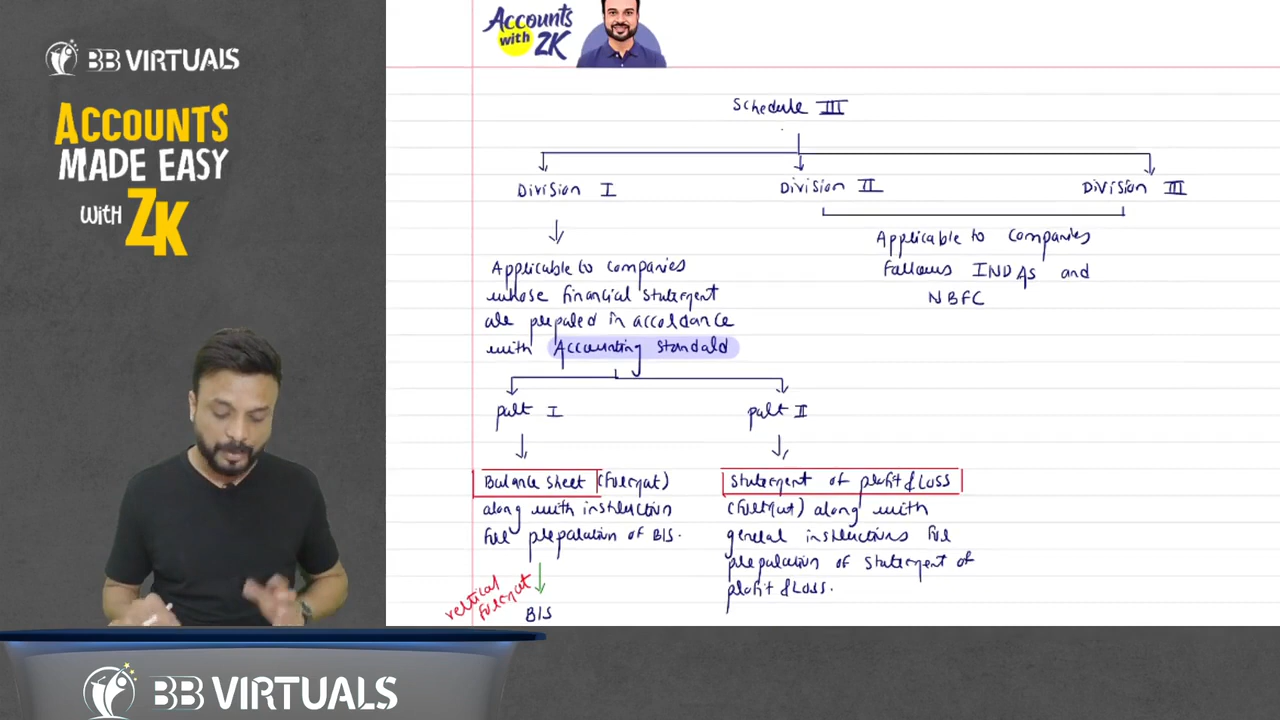 BB VIRTUALS
ACCOUNTS
MADE EASY
WITH ZK
Accounts
with ZK
Schedule III
Division I
Division II
Division III
Applicable to companies
whose financial statement
are prepared in accordance
with Accounting Standard
Applicable to companies
follows INDAS and
NBFC
part I
part II
Balance Sheet (format)
along with instruction
for preparation of B/S.
vertical
format
B/S
Statement of profit & Loss
(format) along with
general instructions for
preparation of statement of
profit & Loss.
BB VIRTUALS